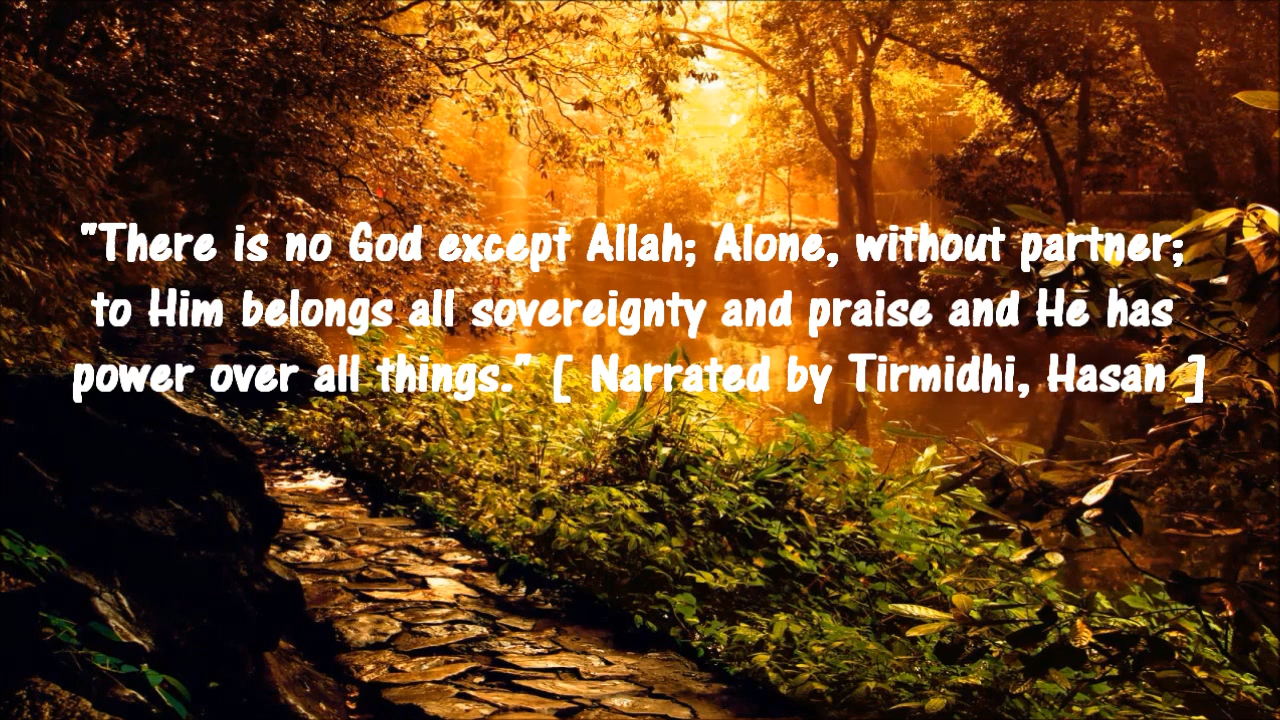 "There is no God except Allah; Alone, without partner;
to Him belongs all sovereignty and praise and He has
power over all things." [ Narrated by Tirmidhi, Hasan ]